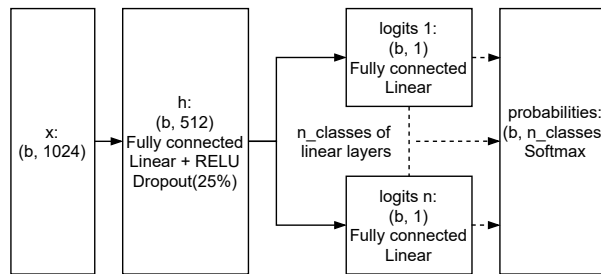 x:
(b, 1024)
h:
(b, 512)
Fully connected
Linear + RELU
Dropout(25%)
logits 1:
(b, 1)
Fully connected
Linear
n_classes of
linear layers
logits n:
(b, 1)
Fully connected
Linear
probabilities:
(b, n_classes
Softmax